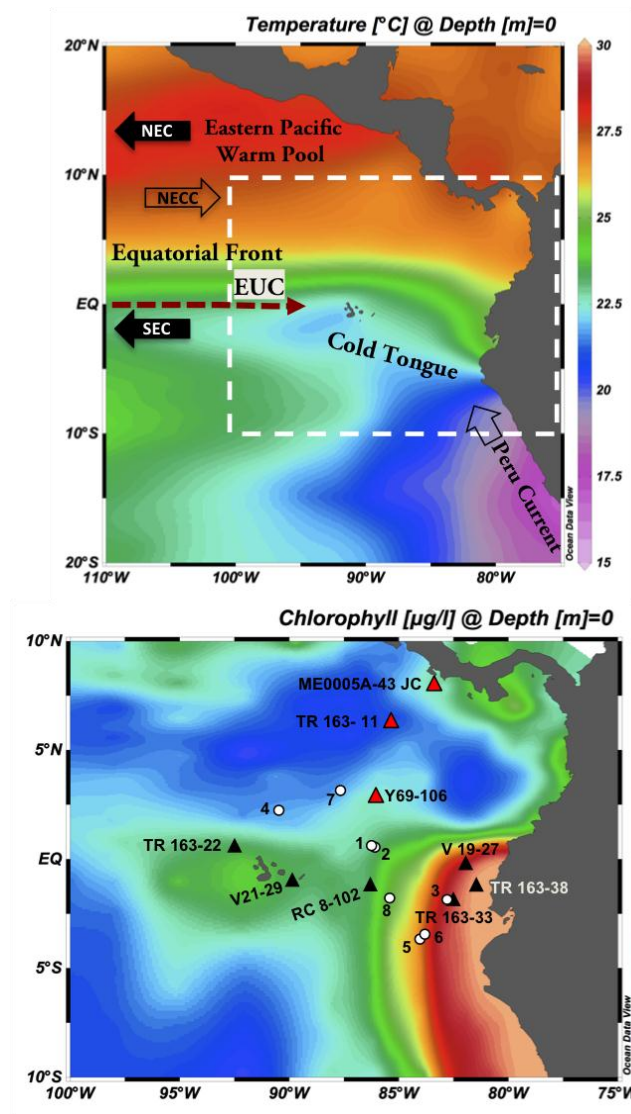 Temperature [°C] @ Depth [m]=0
20°N
30
NEC
Eastern Pacific
Warm Pool
27.5
10°N
NECC
25
Equatorial Front
EUC
EQ
22.5
SEC
Cold Tongue
20
10°S
Peru Current
17.5
Ocean Data View
20°S
15
110°W
100°W
90°W
80°W
Chlorophyll [µg/l] @ Depth [m]=0
10°N
ME0005A-43 JC
TR 163- 11
5°N
7
Y69-106
4
TR 163-22
1
2
V 19-27
EQ
TR 163-38
V21-29
RC 8-102
3
8
TR 163-33
5
6
5°S
Ocean Data View
10°S
100°W
95°W
90°W
85°W
80°W
75°W